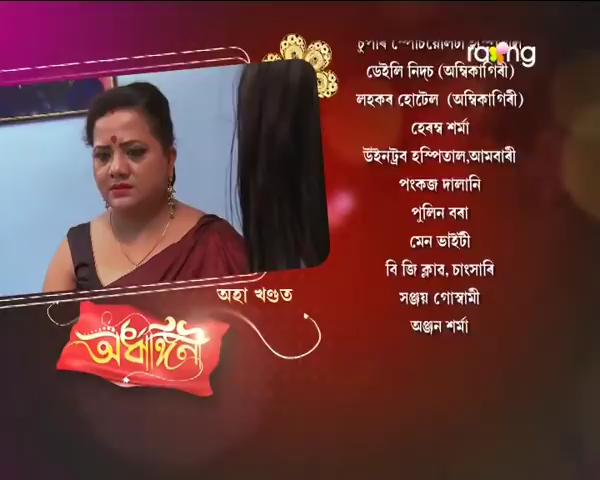 rang
ডেইলি নিড্‌চ (অম্বিকাগিৰী)
লহকৰ হোটেল (অম্বিকাগিৰী)
হেৰম্ব শৰ্মা
উইনট্ৰব হস্পিতাল,আমবাৰী
পংকজ দালানি
পুলিন বৰা
মেন ভাইটী
বি জি ক্লাব, চাংসাৰি
সঞ্জয় গোস্বামী
অঞ্জন শৰ্মা
অহা খণ্ডত
অৰ্ধাঙ্গিনী